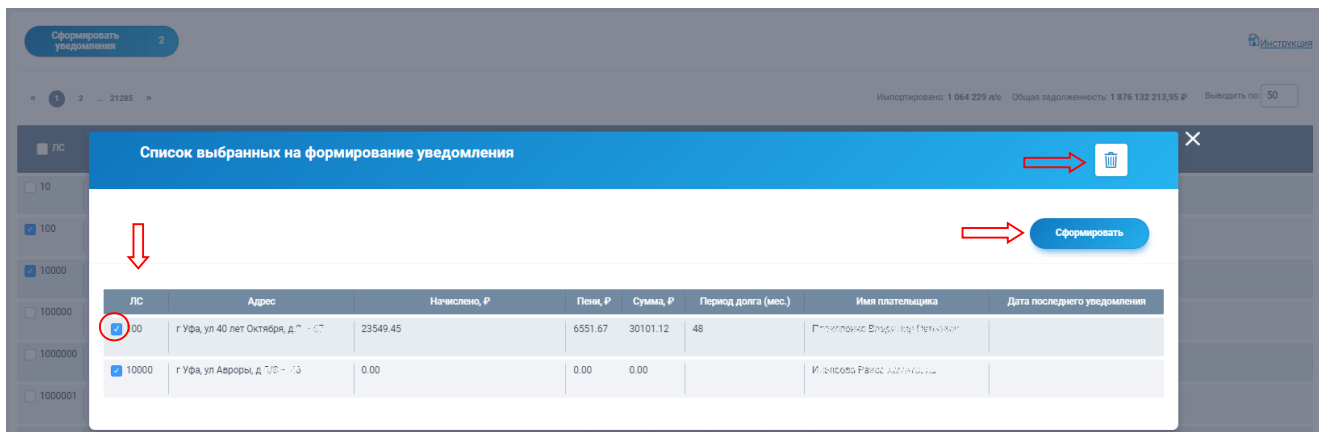 Сформировать
уведомления 2
Инструкция
« 1 2 ... 21285 »
Импортировано: 1 064 229 л/с Общая задолженность: 1 876 132 213,95 ₽ Выводить по: 50
ЛС
Список выбранных на формирование уведомления
10
100
Сформировать
10000
ЛС Адрес Начислено, ₽ Пени, ₽ Сумма, ₽ Период долга (мес.) Имя плательщика Дата последнего уведомления
100000
100 г Уфа, ул 40 лет Октября, 23549.45 6551.67 30101.12 48
1000000
10000 г Уфа, ул Авроры, д 0.00 0.00 0.00
1000001